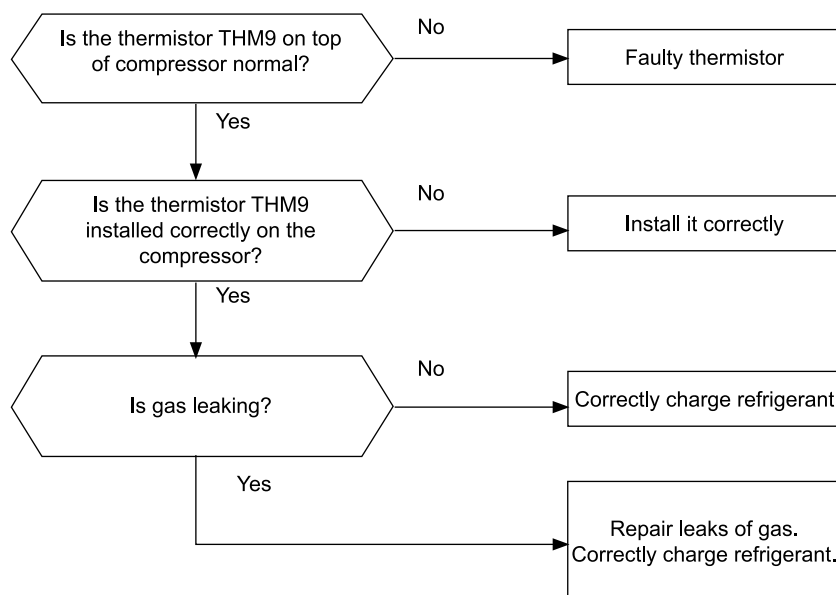 Is the thermistor THM9 on top
of compressor normal?
No
Faulty thermistor
Yes
Is the thermistor THM9
installed correctly on the
compressor?
No
Install it correctly
Yes
Is gas leaking?
No
Correctly charge refrigerant
Yes
Repair leaks of gas.
Correctly charge refrigerant.